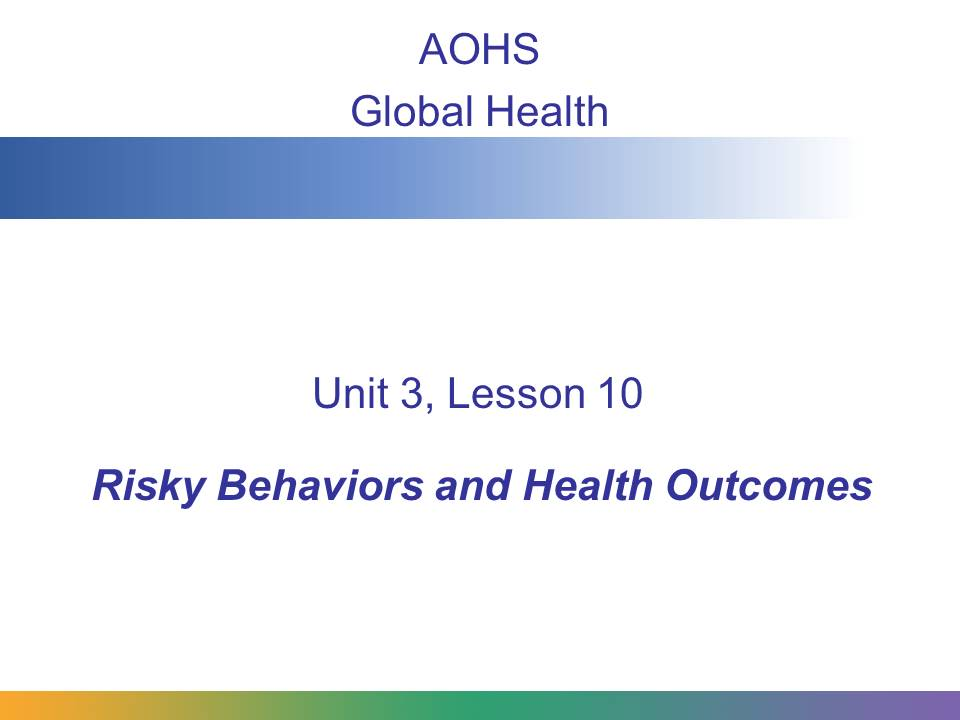 AOHS
Global Health
Unit 3, Lesson 10
Risky Behaviors and Health Outcomes